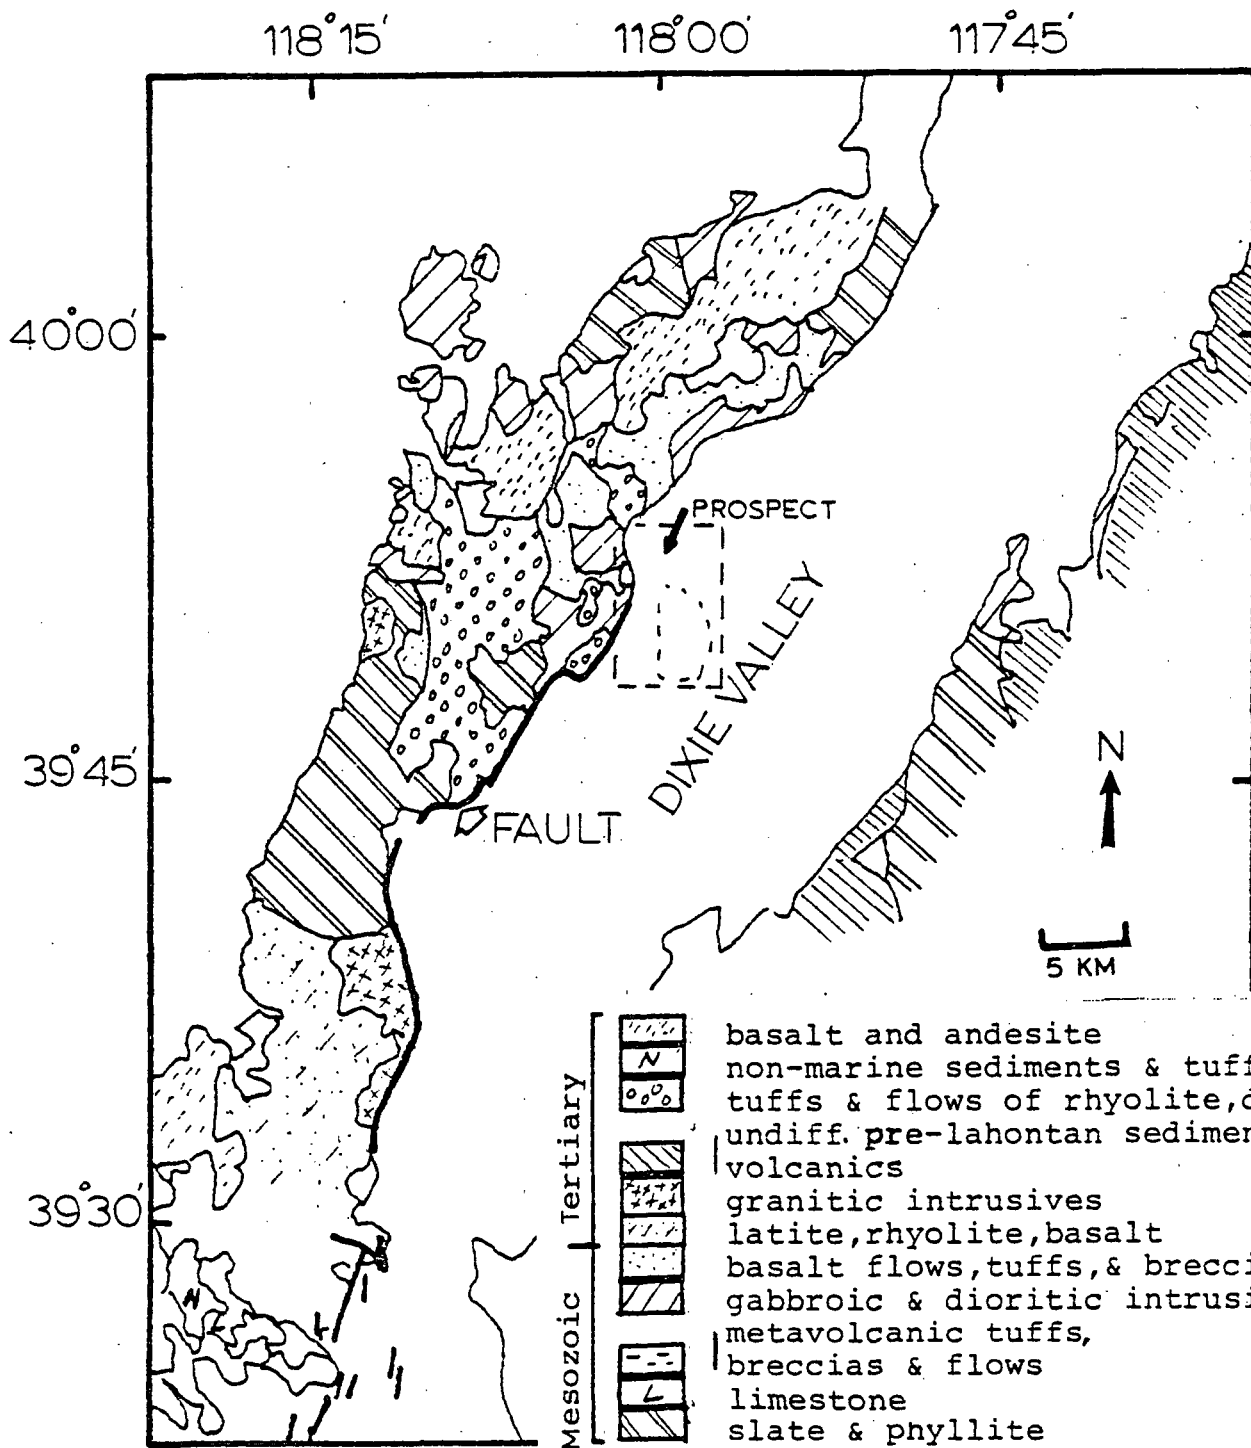 118°15′ 118°00′ 117°45′
40°00′
PROSPECT
DIXIE VALLEY
39°45′
FAULT
N
5 KM
39°30′
N
L
L
Tertiary
Mesozoic
basalt and andesite
N non-marine sediments & tuff
tuffs & flows of rhyolite,d
undiff. pre-lahontan sedimen
volcanics
granitic intrusives
latite,rhyolite,basalt
basalt flows,tuffs,& brecci
gabbroic & dioritic intrusi
metavolcanic tuffs,
breccias & flows
L limestone
slate & phyllite